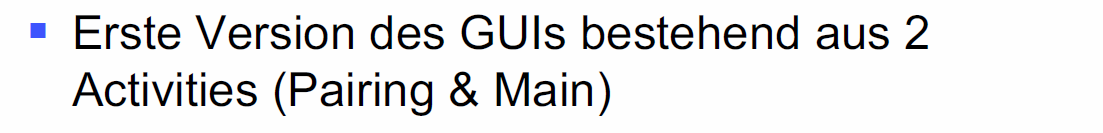 Erste Version des GUIs bestehend aus 2
Activities (Pairing & Main)